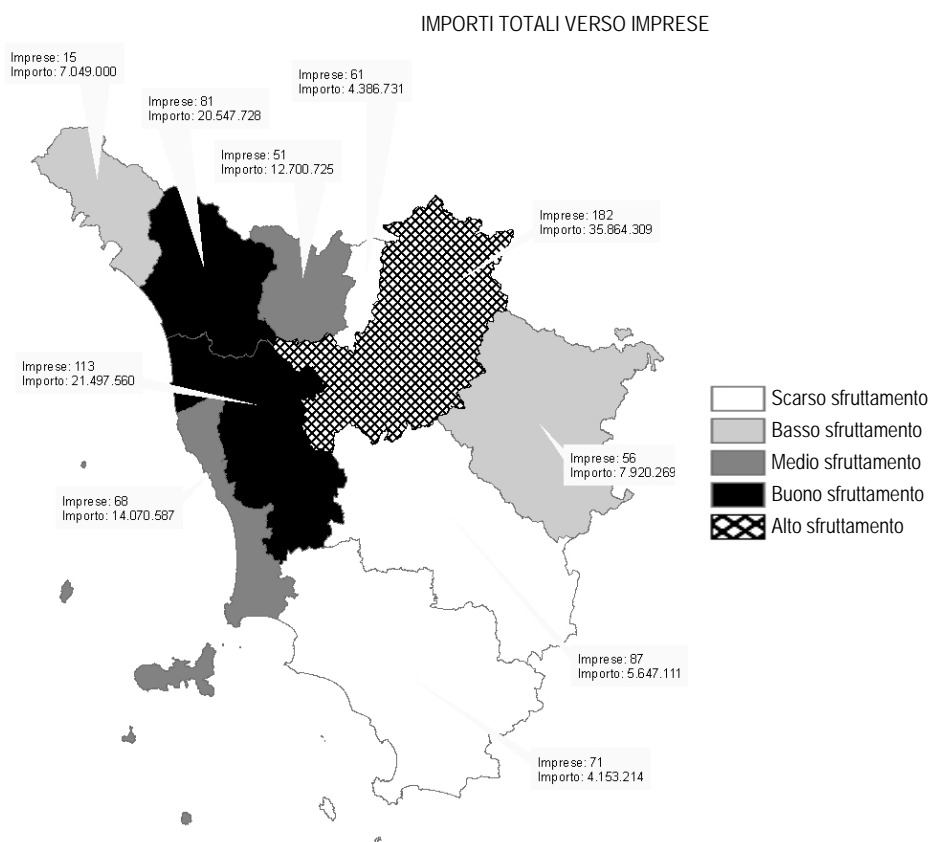 IMPORTI TOTALI VERSO IMPRESE
Imprese: 15
Importo: 7.049.000
Imprese: 61
Importo: 4.386.731
Imprese: 81
Importo: 20.547.728
Imprese: 51
Importo: 12.700.725
Imprese: 182
Importo: 35.864.309
Imprese: 113
Importo: 21.497.560
Scarso sfruttamento
Basso sfruttamento
Medio sfruttamento
Buono sfruttamento
Alto sfruttamento
Imprese: 56
Importo: 7.920.269
Imprese: 68
Importo: 14.070.587
Imprese: 87
Importo: 5.647.111
Imprese: 71
Importo: 4.153.214